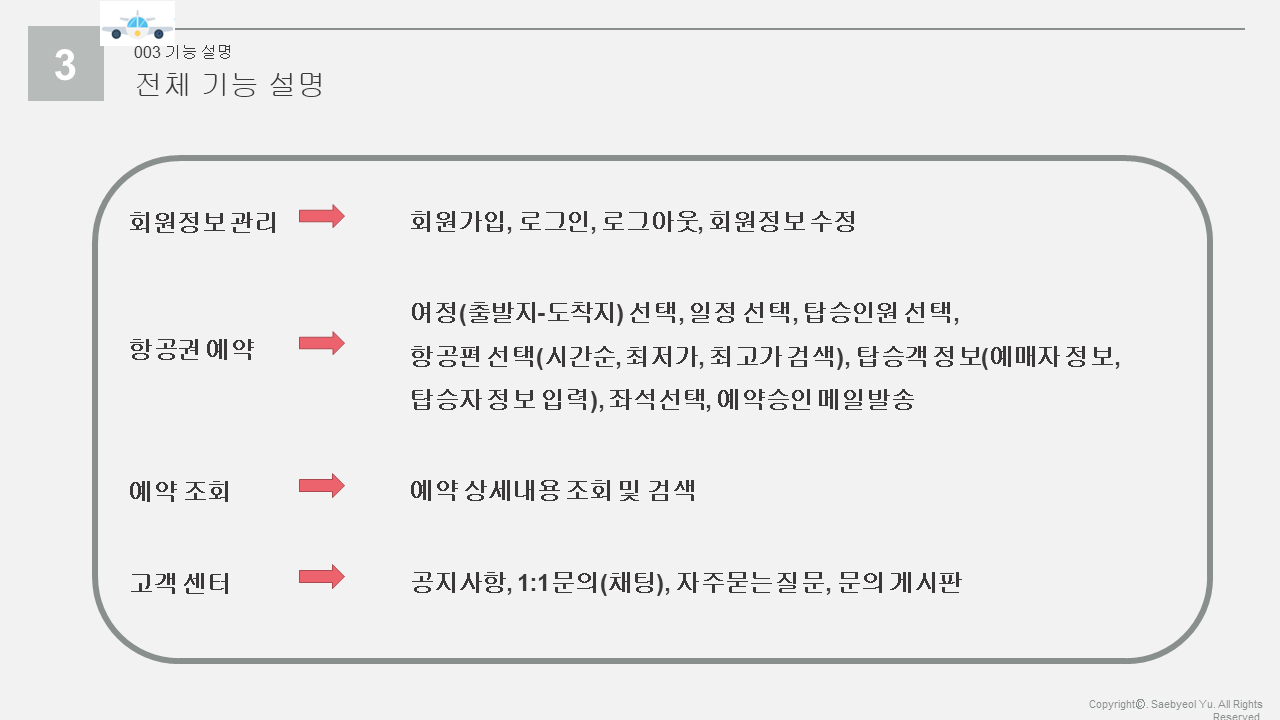 3
003 기능 설명
전체 기능 설명
회원정보 관리
회원가입, 로그인, 로그아웃, 회원정보 수정
항공권 예약
여정(출발지-도착지) 선택, 일정 선택, 탑승인원 선택,
항공편 선택(시간순, 최저가, 최고가 검색), 탑승객 정보(예매자 정보,
탑승자 정보 입력), 좌석선택, 예약승인 메일발송
예약 조회
예약 상세내용 조회 및 검색
고객 센터
공지사항, 1:1문의(채팅), 자주묻는질문, 문의 게시판
Copyright©. Saebyeol Yu. All Rights
Reserved.